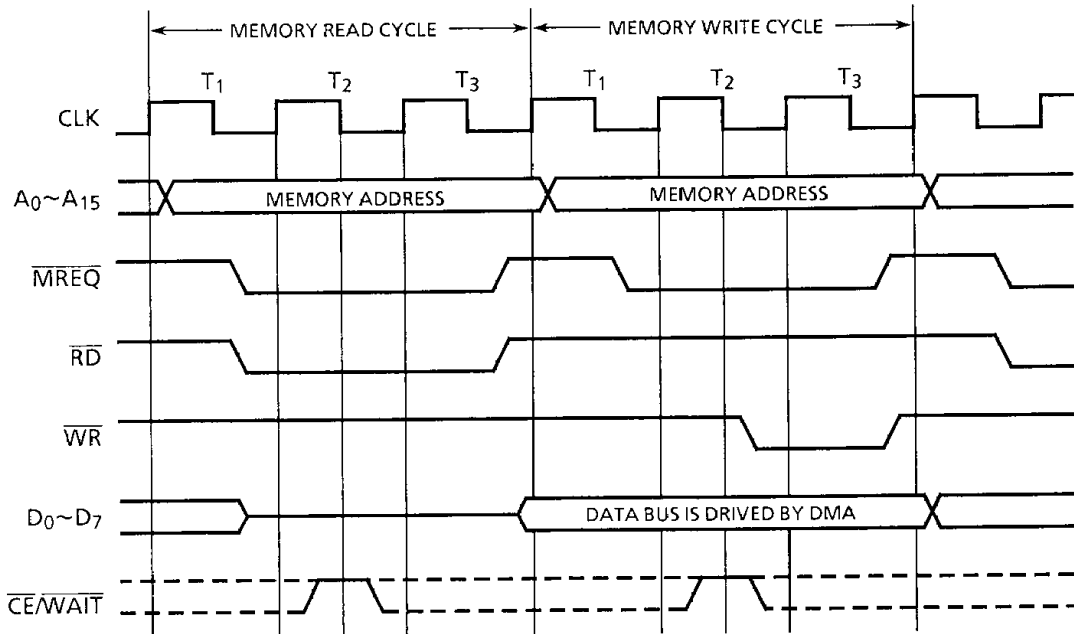 MEMORY READ CYCLE MEMORY WRITE CYCLE
T1 T2 T3 T1 T2 T3
CLK
A0~A15 MEMORY ADDRESS MEMORY ADDRESS
MREQ
RD
WR
D0~D7 DATA BUS IS DRIVED BY DMA
CE/WAIT